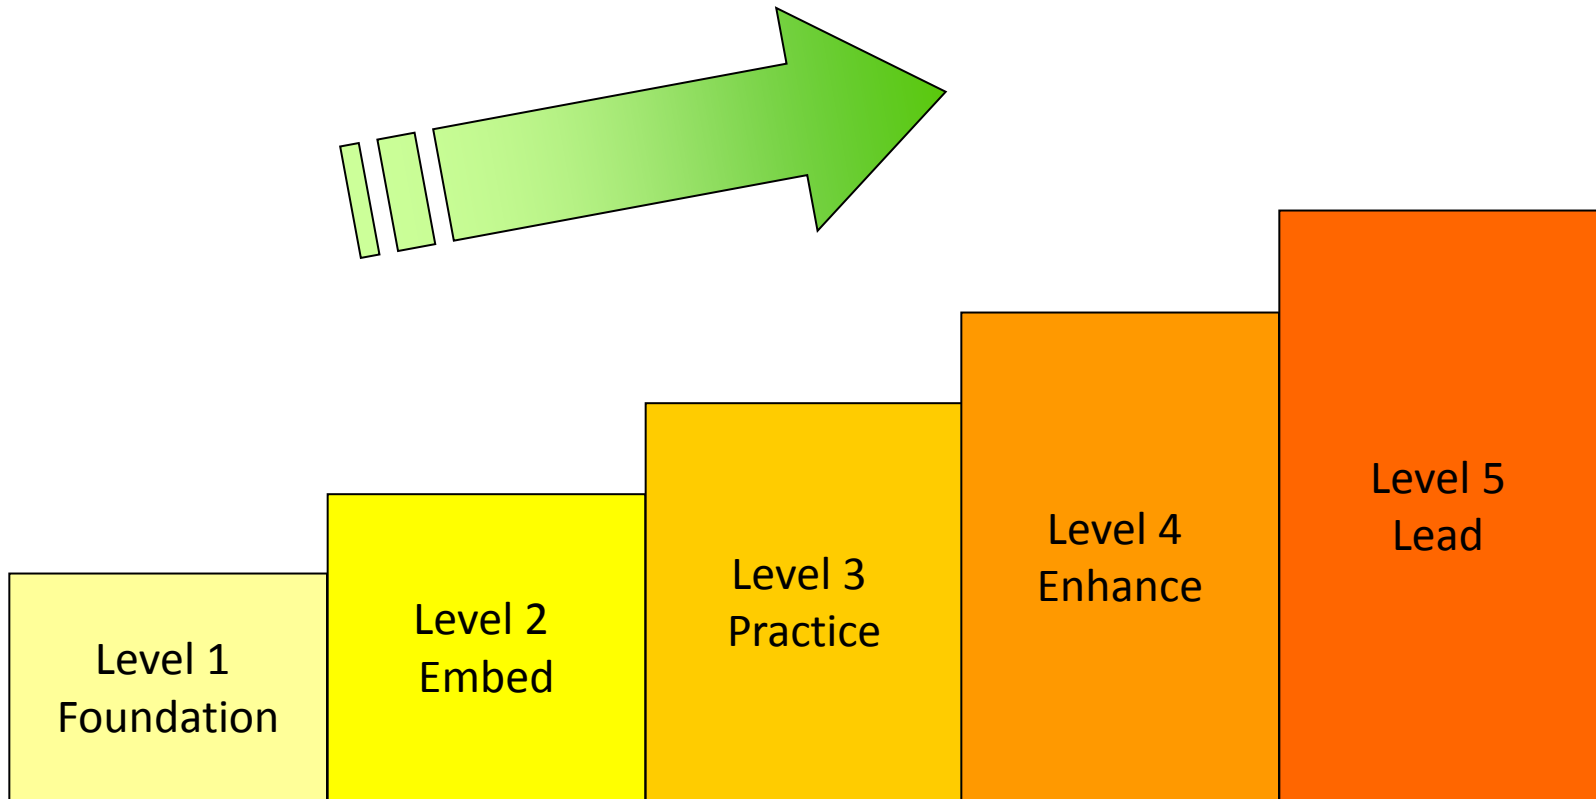 Level 1
Foundation
Level 2
Embed
Level 3
Practice
Level 4
Enhance
Level 5
Lead